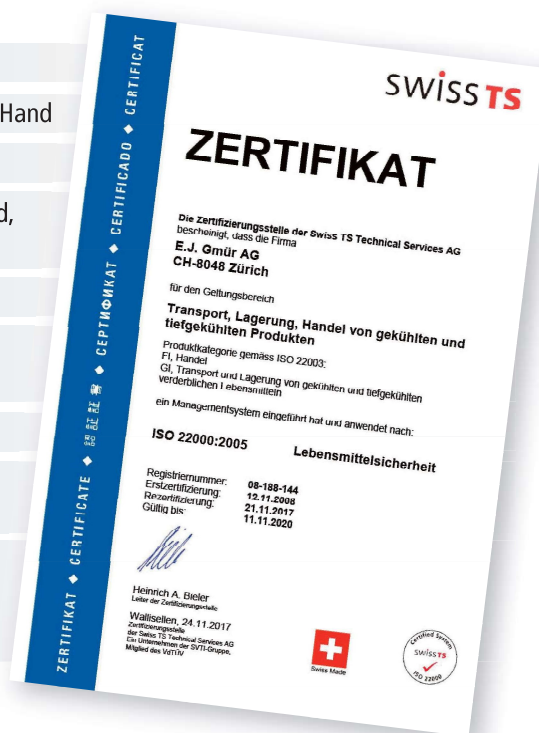 Hand
d,
swiss TS
ZERTIFIKAT
Die Zertifizierungsstelle der Swiss TS Technical Services AG
bescheinigt, dass die Firma
E.J. Gmür AG
CH-8048 Zürich
für den Geltungsbereich
Transport, Lagerung, Handel von gekühlten und
tiefgekühlten Produkten
Produktkategorie gemäss ISO 22003:
FI, Handel
GI, Transport und Lagerung von gekühlten und tiefgekühlten
verderblichen Lebensmitteln
ein Managementsystem eingeführt hat und anwendet nach:
ISO 22000:2005 Lebensmittelsicherheit
Registriernummer: 08-188-144
Erstzertifizierung: 12.11.2008
Rezertifizierung: 21.11.2017
Gültig bis: 11.11.2020
Heinrich A. Bieler
Leiter der Zertifizierungsstelle
Wallisellen, 24.11.2017
Zertifizierungsstelle
der Swiss TS Technical Services AG
Ein Unternehmen der SVTI-Gruppe,
Mitglied des VdTÜV
Swiss Made
Certified System
swiss TS
ISO 22000
ZERTIFIKAT ◆ CERTIFICATE ◆ 認証証書 ◆ СЕРТИФИКАТ ◆ CERTIFICADO ◆ CERTIFICAT